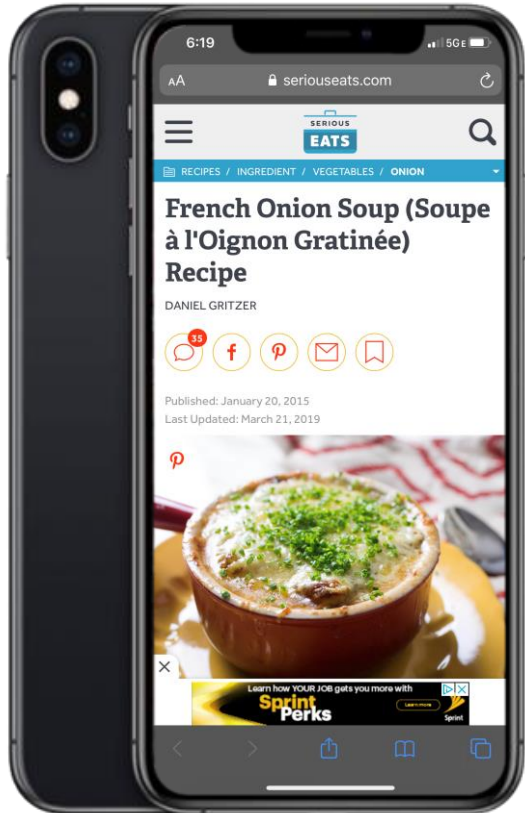 6:19
5GE
AA
seriouseats.com
SERIOUS
EATS
RECIPES / INGREDIENT / VEGETABLES / ONION
French Onion Soup (Soupe
à l'Oignon Gratinée)
Recipe
DANIEL GRITZER
35
Published: January 20, 2015
Last Updated: March 21, 2019
Learn how YOUR JOB gets you more with
Sprint
Perks
Learn more
Sprint